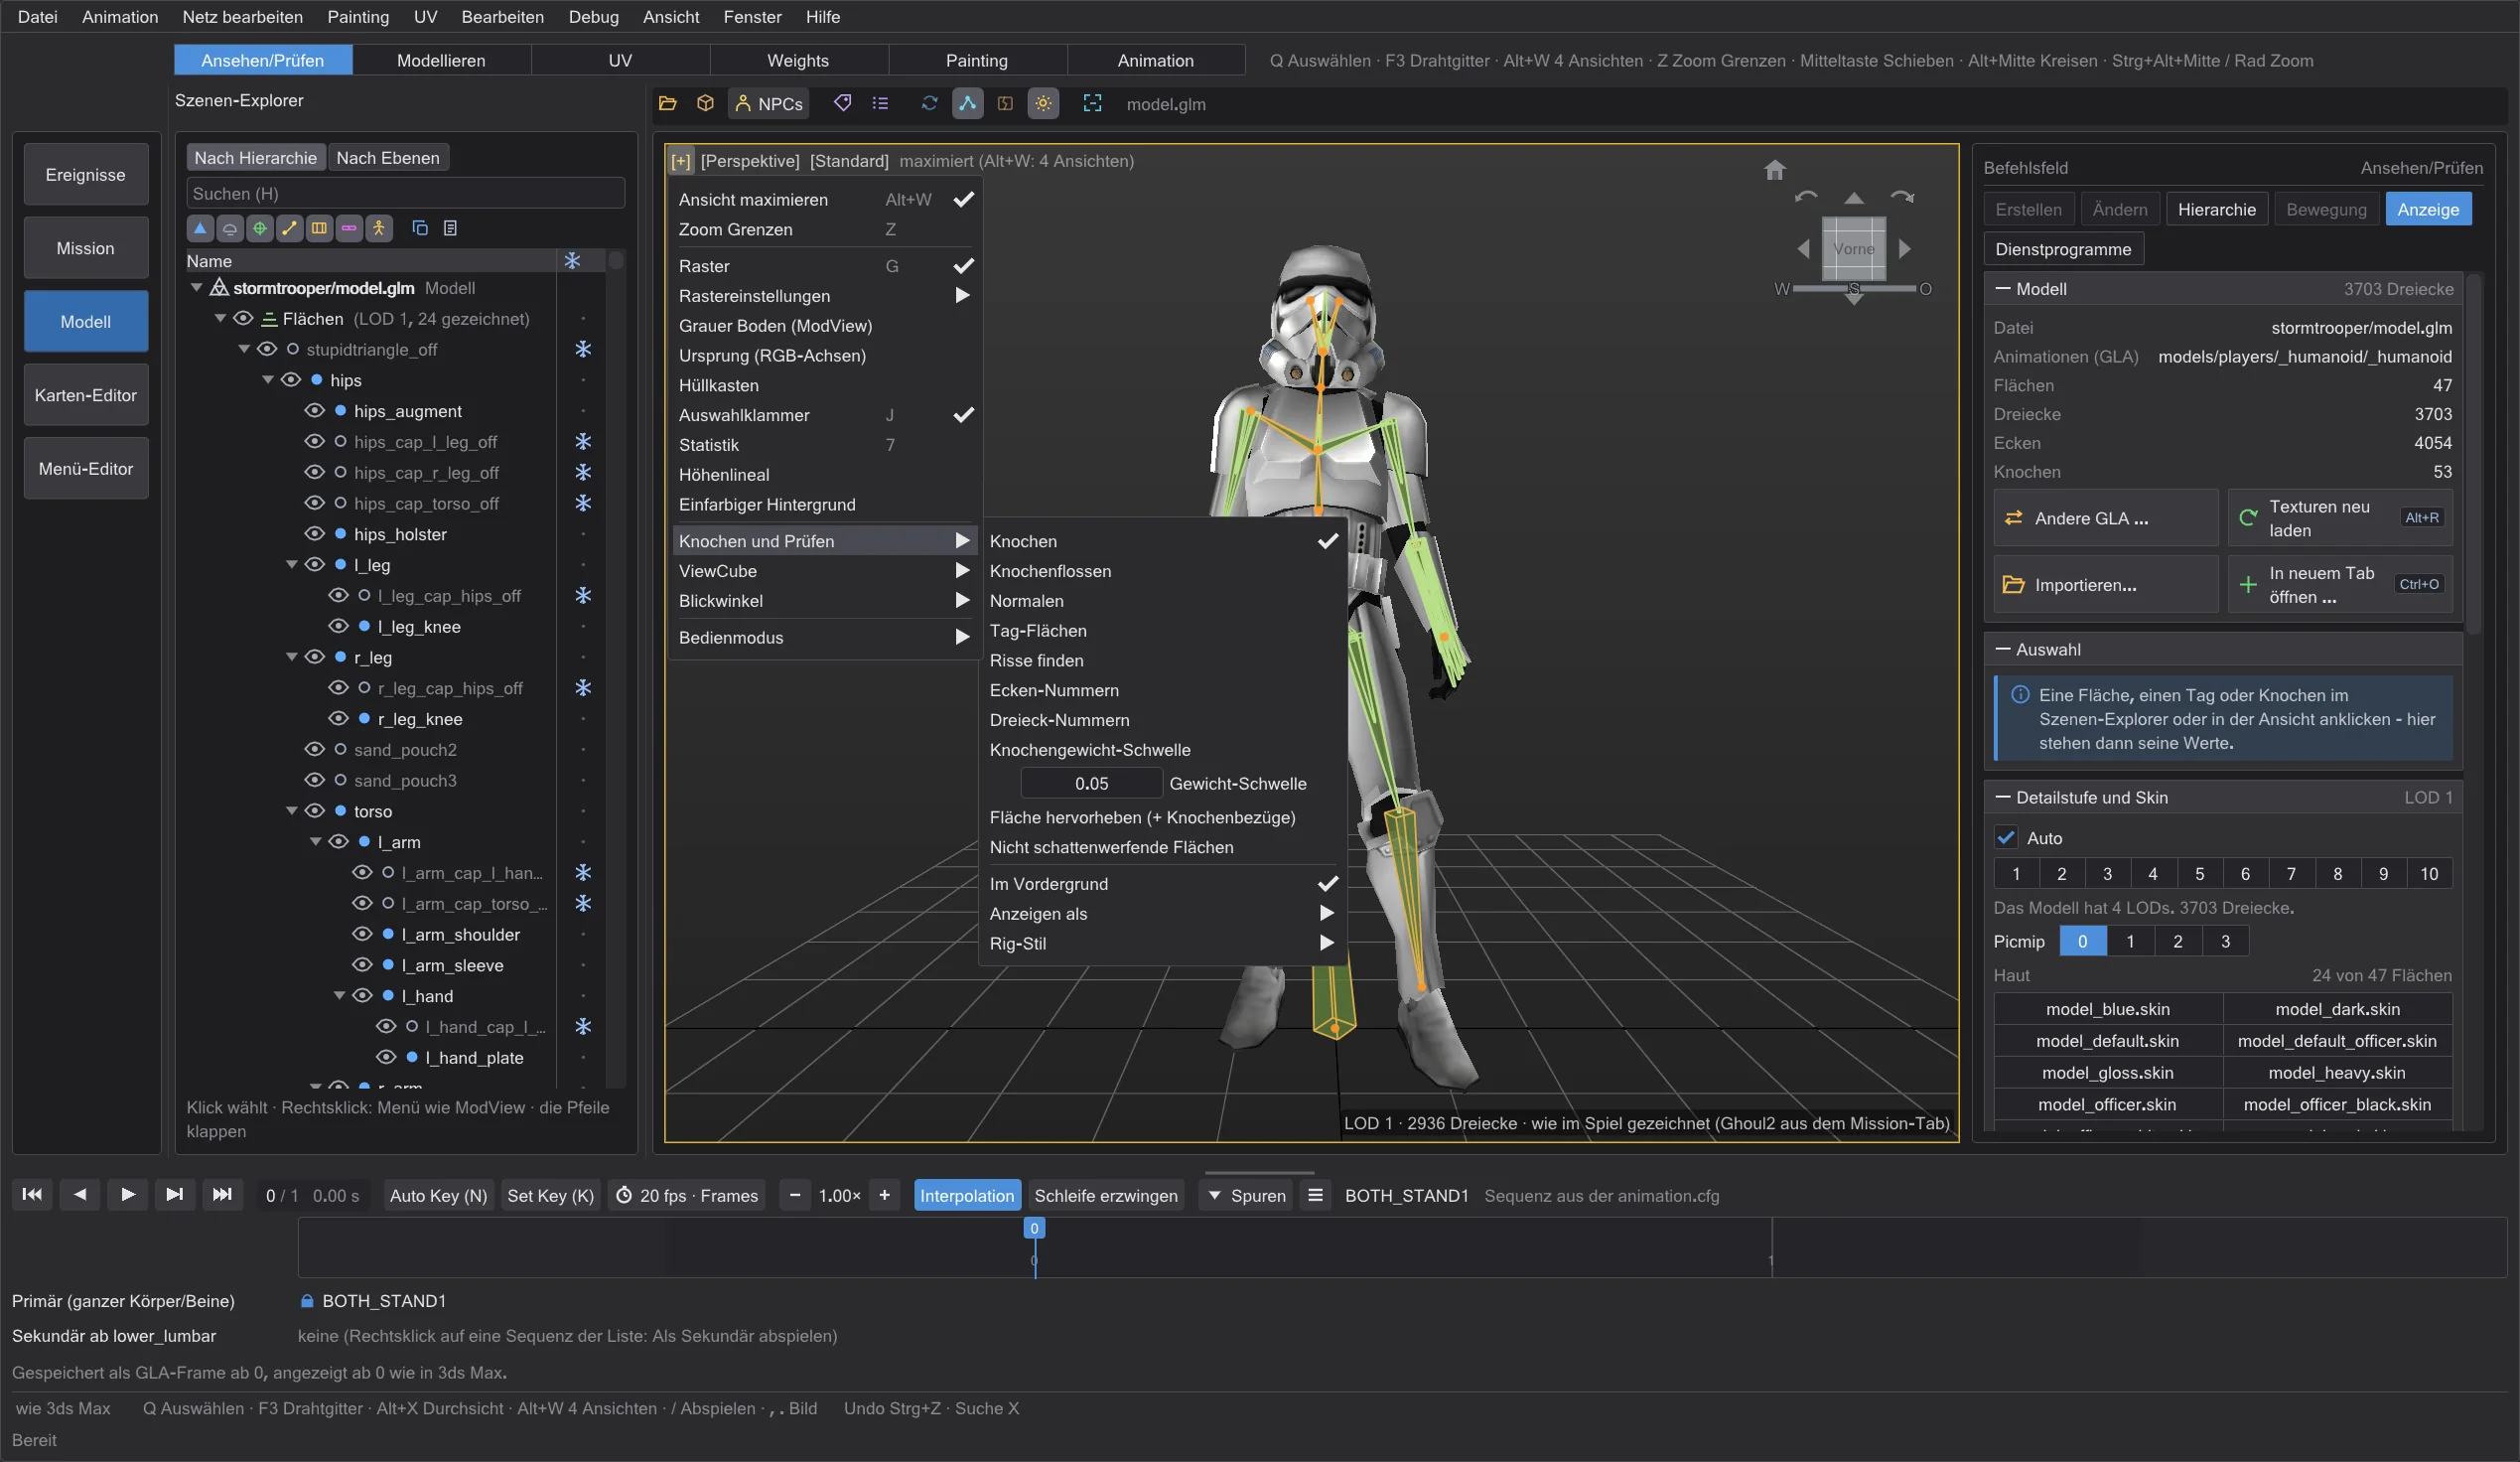 Datei Animation Netz bearbeiten Painting UV Bearbeiten Debug Ansicht Fenster Hilfe
Ansehen/Prüfen Modellieren UV Weights Painting Animation Q Auswählen · F3 Drahtgitter · Alt+W 4 Ansichten · Z Zoom Grenzen · Mitteltaste Schieben · Alt+Mitte Kreisen · Strg+Alt+Mitte / Rad Zoom
Szenen-Explorer
NPCs model.glm
Ereignisse
Mission
Modell
Karten-Editor
Menü-Editor
Nach Hierarchie Nach Ebenen
Suchen (H)
Name
stormtrooper/model.glm Modell
Flächen (LOD 1, 24 gezeichnet)
stupidtriangle_off
hips
hips_augment
hips_cap_l_leg_off
hips_cap_r_leg_off
hips_cap_torso_off
hips_holster
l_leg
l_leg_cap_hips_off
l_leg_knee
r_leg
r_leg_cap_hips_off
r_leg_knee
sand_pouch2
sand_pouch3
torso
l_arm
l_arm_cap_l_han...
l_arm_cap_torso_...
l_arm_shoulder
l_arm_sleeve
l_hand
l_hand_cap_l_...
l_hand_plate
r_arm
Klick wählt · Rechtsklick: Menü wie ModView · die Pfeile
klappen
[+] [Perspektive] [Standard] maximiert (Alt+W: 4 Ansichten)
Ansicht maximieren Alt+W
Zoom Grenzen Z
Raster G
Rastereinstellungen
Grauer Boden (ModView)
Ursprung (RGB-Achsen)
Hüllkasten
Auswahlklammer J
Statistik 7
Höhenlineal
Einfarbiger Hintergrund
Knochen und Prüfen
ViewCube
Blickwinkel
Bedienmodus
Knochen
Knochenflossen
Normalen
Tag-Flächen
Risse finden
Ecken-Nummern
Dreieck-Nummern
Knochengewicht-Schwelle
0.05 Gewicht-Schwelle
Fläche hervorheben (+ Knochenbezüge)
Nicht schattenwerfende Flächen
Im Vordergrund
Anzeigen als
Rig-Stil
Vorne
W S O
LOD 1 · 2936 Dreiecke · wie im Spiel gezeichnet (Ghoul2 aus dem Mission-Tab)
Befehlsfeld Ansehen/Prüfen
Erstellen Ändern Hierarchie Bewegung Anzeige
Dienstprogramme
Modell 3703 Dreiecke
Datei stormtrooper/model.glm
Animationen (GLA) models/players/_humanoid/_humanoid
Flächen 47
Dreiecke 3703
Ecken 4054
Knochen 53
Andere GLA ...
Texturen neu
laden
Alt+R
Importieren...
In neuem Tab
öffnen ...
Ctrl+O
Auswahl
Eine Fläche, einen Tag oder Knochen im
Szenen-Explorer oder in der Ansicht anklicken - hier
stehen dann seine Werte.
Detailstufe und Skin LOD 1
Auto
1 2 3 4 5 6 7 8 9 10
Das Modell hat 4 LODs. 3703 Dreiecke.
Picmip 0 1 2 3
Haut 24 von 47 Flächen
model_blue.skin model_dark.skin
model_default.skin model_default_officer.skin
model_gloss.skin model_heavy.skin
model_officer.skin model_officer_black.skin
0 / 1 0.00 s Auto Key (N) Set Key (K) 20 fps · Frames − 1.00× + Interpolation Schleife erzwingen Spuren BOTH_STAND1 Sequenz aus der animation.cfg
0
0 1
Primär (ganzer Körper/Beine) BOTH_STAND1
Sekundär ab lower_lumbar keine (Rechtsklick auf eine Sequenz der Liste: Als Sekundär abspielen)
Gespeichert als GLA-Frame ab 0, angezeigt ab 0 wie in 3ds Max.
wie 3ds Max Q Auswählen · F3 Drahtgitter · Alt+X Durchsicht · Alt+W 4 Ansichten · / Abspielen · , . Bild Undo Strg+Z · Suche X
Bereit